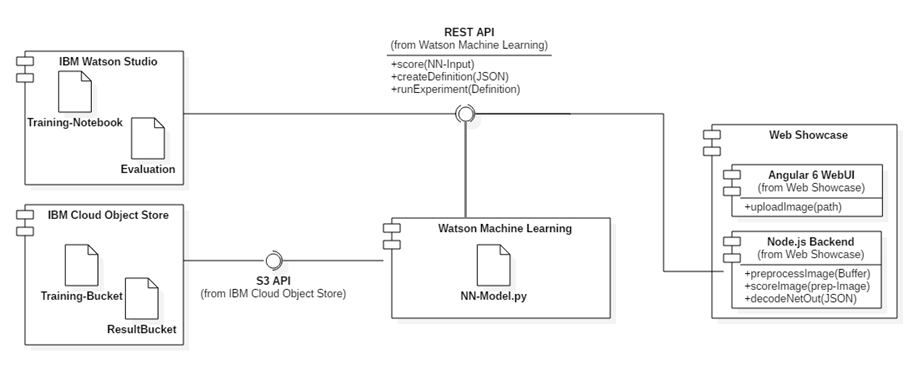 REST API
(from Watson Machine Learning)
+score(NN-Input)
+createDefinition(JSON)
+runExperiment(Definition)
IBM Watson Studio
Training-Notebook
Evaluation
IBM Cloud Object Store
Training-Bucket
ResultBucket
S3 API
(from IBM Cloud Object Store)
Watson Machine Learning
NN-Model.py
Web Showcase
Angular 6 WebUI
(from Web Showcase)
+uploadImage(path)
Node.js Backend
(from Web Showcase)
+preprocessImage(Buffer)
+scoreImage(prep-Image)
+decodeNetOut(JSON)